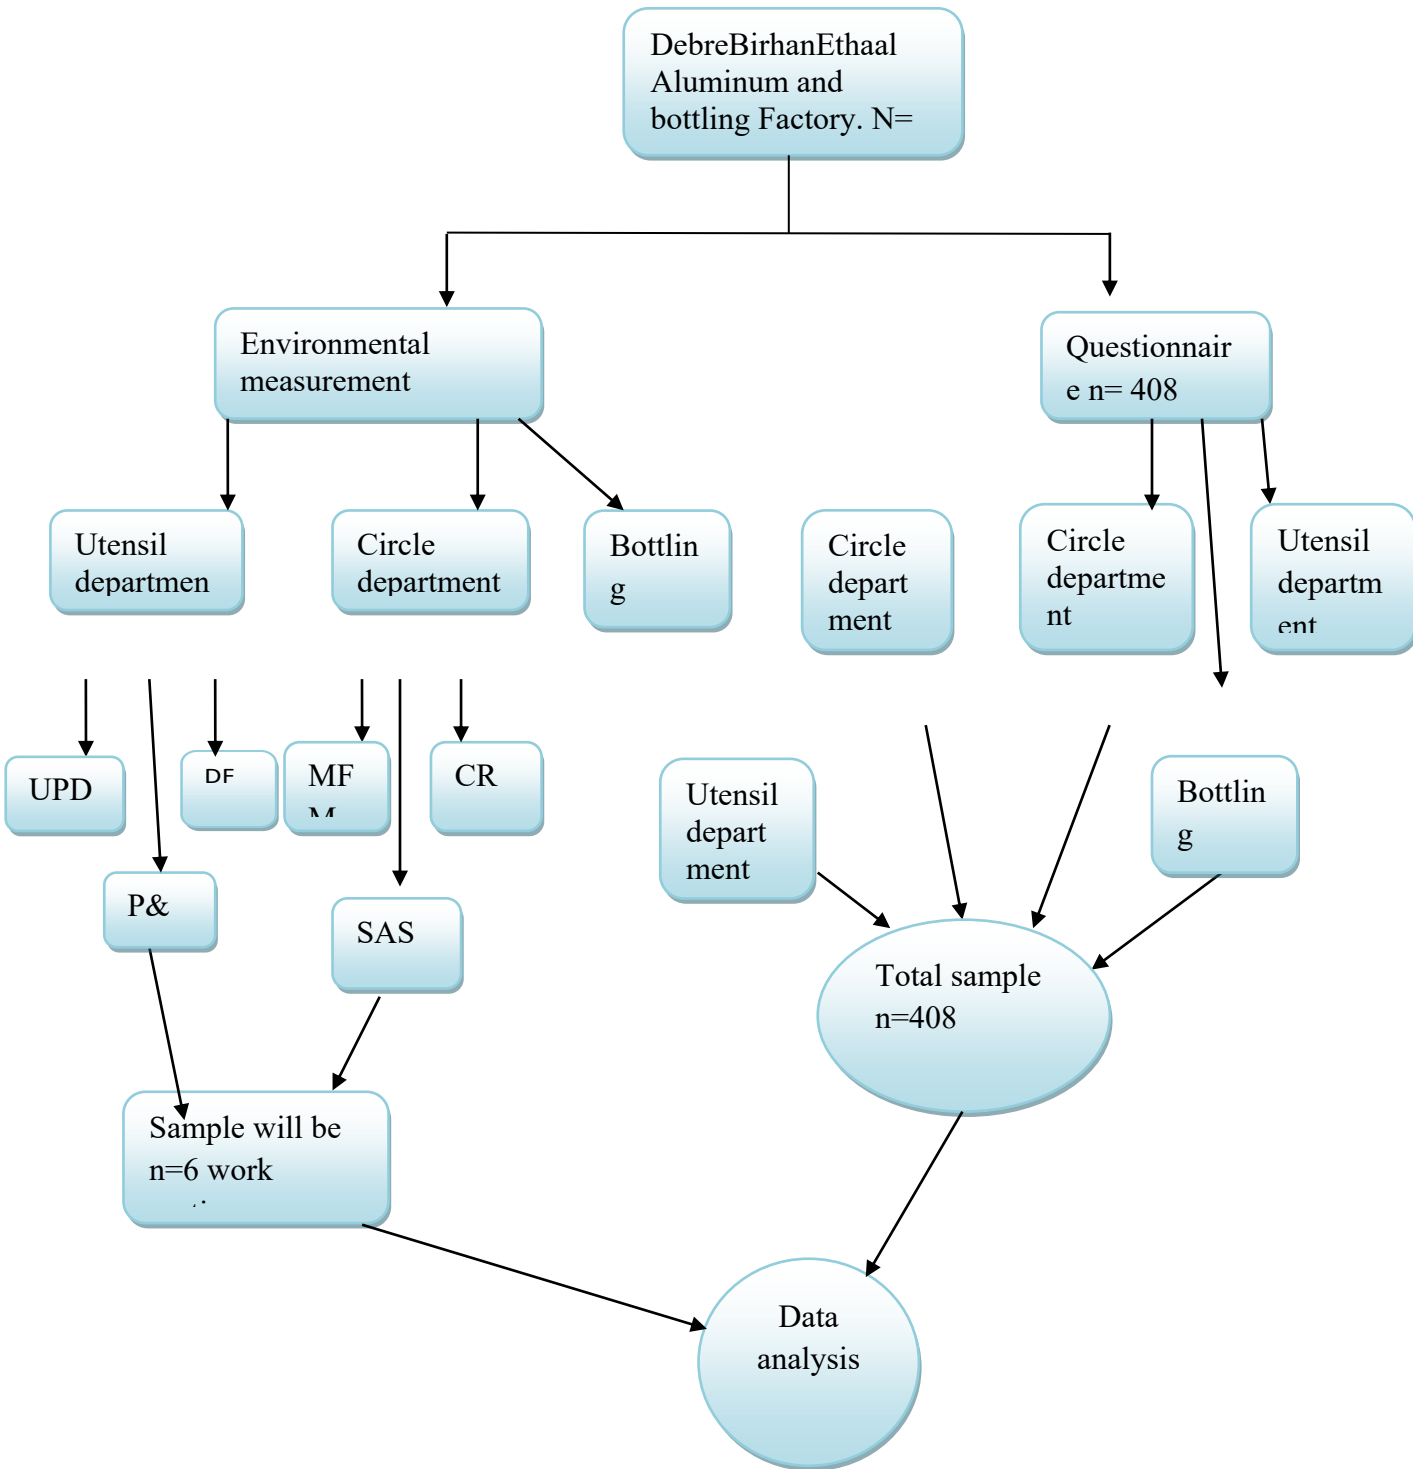 DebreBirhanEthaal
Aluminum and
bottling Factory. N=
Environmental
measurement
Questionnair
e n= 408
Utensil
departmen
Circle
department
Bottlin
g
Circle
depart
ment
Circle
departme
nt
Utensil
departm
ent
UPD
DF
MF
M
CR
Utensil
depart
ment
Bottlin
g
P&
SAS
Total sample
n=408
Sample will be
n=6 work
Data
analysis